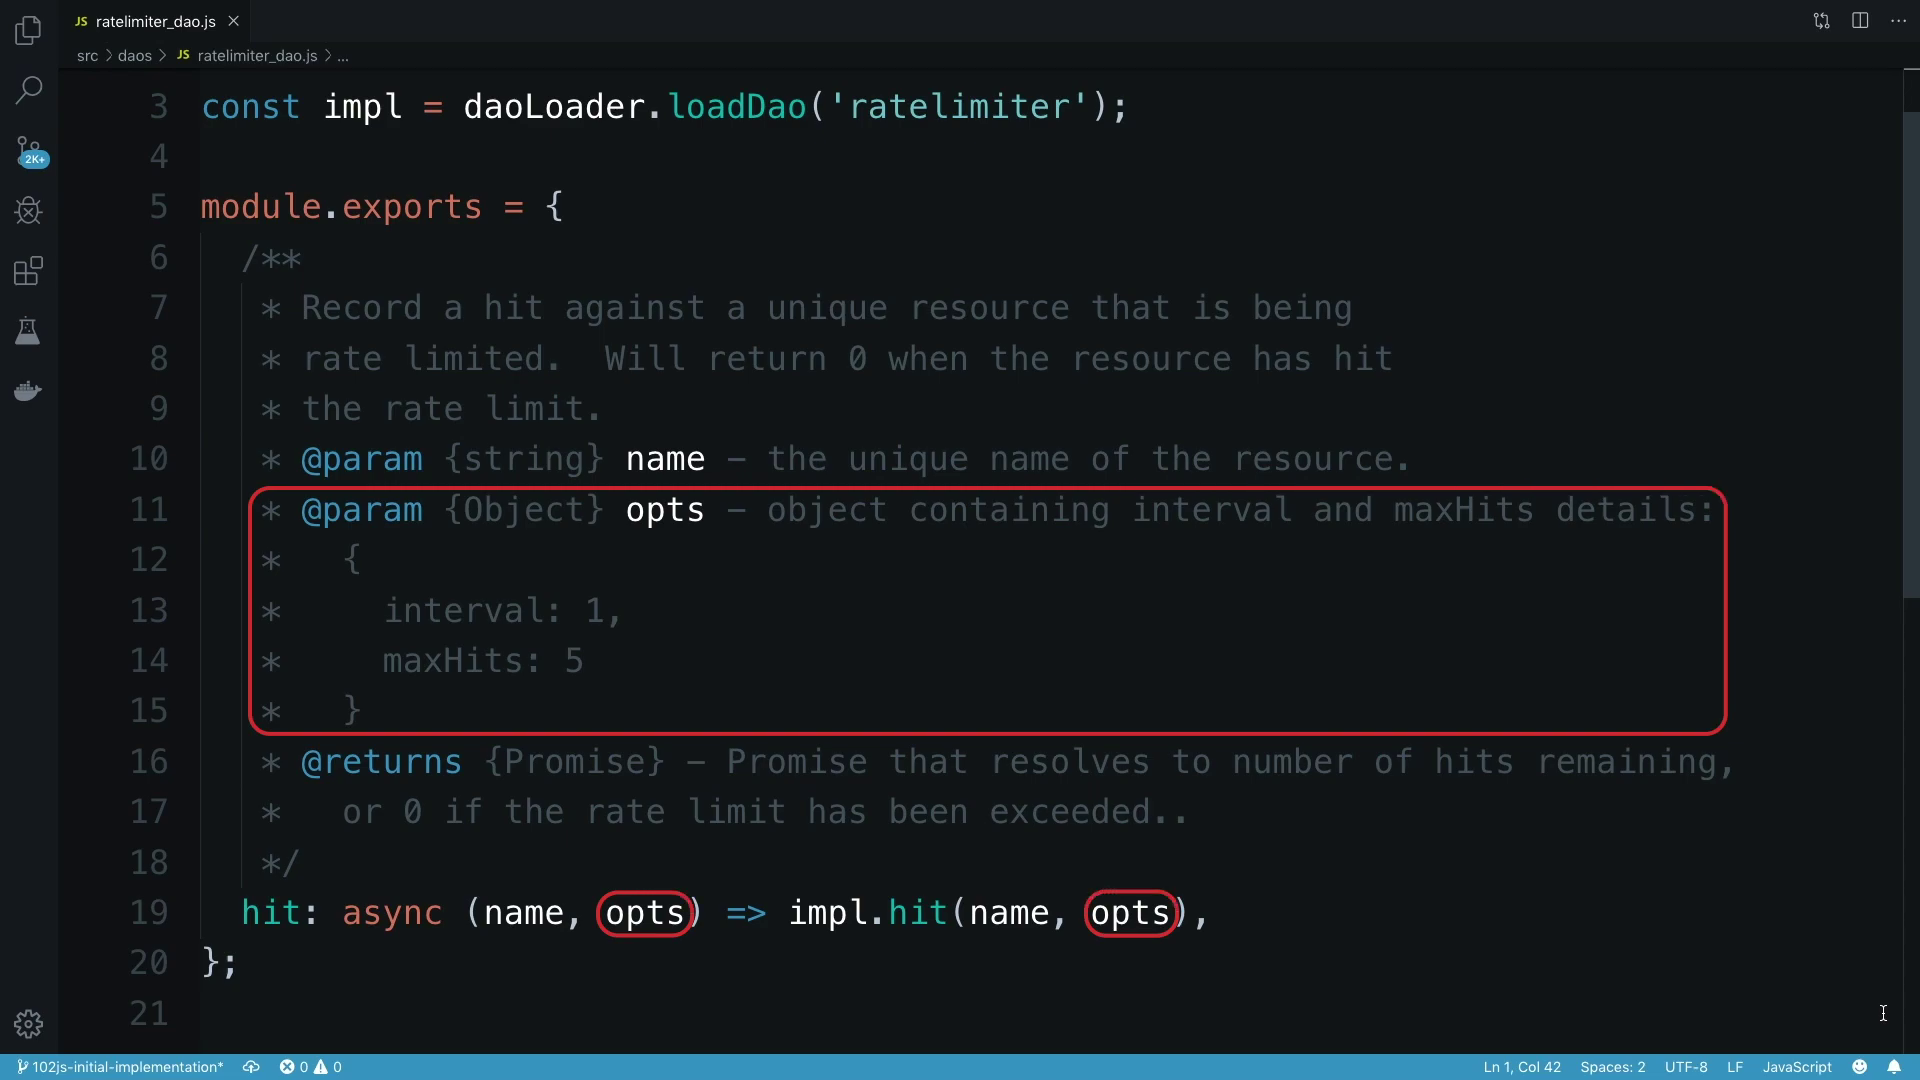 JS ratelimiter_dao.js
src > daos > JS ratelimiter_dao.js > ...
2K+
3 const impl = daoLoader.loadDao('ratelimiter');
4
5 module.exports = {
6 /**
7 * Record a hit against a unique resource that is being
8 * rate limited.  Will return 0 when the resource has hit
9 * the rate limit.
10 * @param {string} name – the unique name of the resource.
11 * @param {Object} opts – object containing interval and maxHits details:
12 *   {
13 *     interval: 1,
14 *     maxHits: 5
15 *   }
16 * @returns {Promise} – Promise that resolves to number of hits remaining,
17 *   or 0 if the rate limit has been exceeded..
18 */
19 hit: async (name, opts) => impl.hit(name, opts),
20 };
21
102js-initial-implementation* 0 0 Ln 1, Col 42 Spaces: 2 UTF-8 LF JavaScript